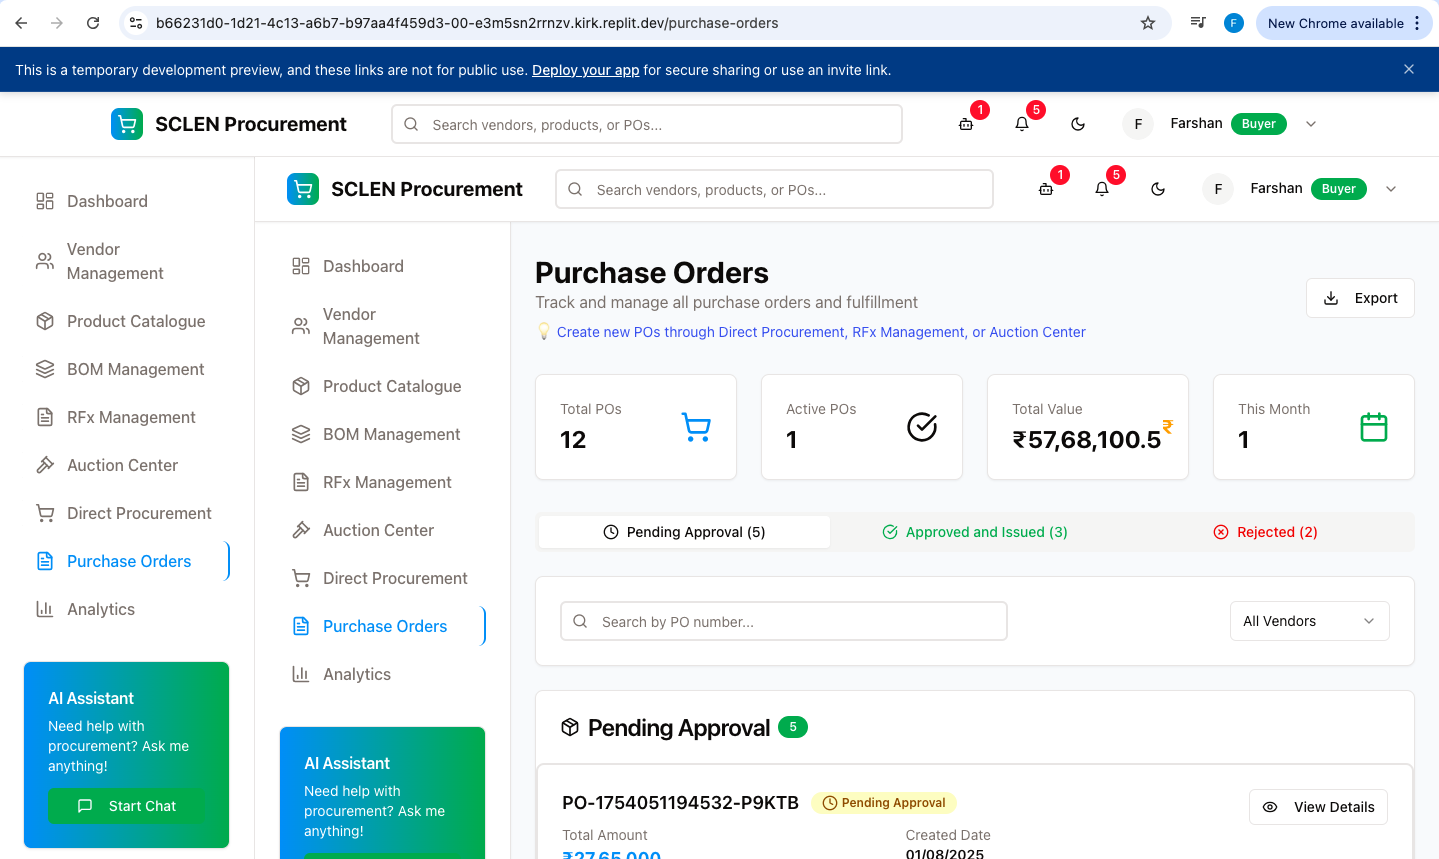 b66231d0-1d21-4c13-a6b7-b97aa4f459d3-00-e3m5sn2rrnzv.kirk.replit.dev/purchase-orders
F
New Chrome available
This is a temporary development preview, and these links are not for public use. Deploy your app for secure sharing or use an invite link.
SCLEN Procurement
Search vendors, products, or POs...
1
5
F
Farshan
Buyer
Dashboard
Vendor
Management
Product Catalogue
BOM Management
RFx Management
Auction Center
Direct Procurement
Purchase Orders
Analytics
AI Assistant
Need help with
procurement? Ask me
anything!
Start Chat
SCLEN Procurement
Search vendors, products, or POs...
1
5
F
Farshan
Buyer
Dashboard
Vendor
Management
Product Catalogue
BOM Management
RFx Management
Auction Center
Direct Procurement
Purchase Orders
Analytics
AI Assistant
Need help with
procurement? Ask me
anything!
Purchase Orders
Track and manage all purchase orders and fulfillment
💡 Create new POs through Direct Procurement, RFx Management, or Auction Center
Export
Total POs
12
Active POs
1
Total Value
₹57,68,100.5
₹
This Month
1
Pending Approval (5)
Approved and Issued (3)
Rejected (2)
Search by PO number...
All Vendors
Pending Approval
5
PO-1754051194532-P9KTB
Pending Approval
View Details
Total Amount
₹27,65,000
Created Date
01/08/2025